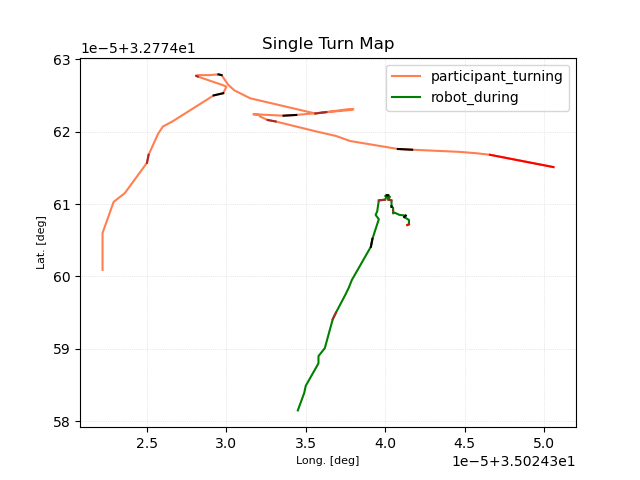 Single Turn Map
1e−5+3.2774e1
participant_turning
robot_during
63
62
61
60
59
58
Lat. [deg]
2.5
3.0
3.5
4.0
4.5
5.0
Long. [deg]
1e−5+3.50243e1